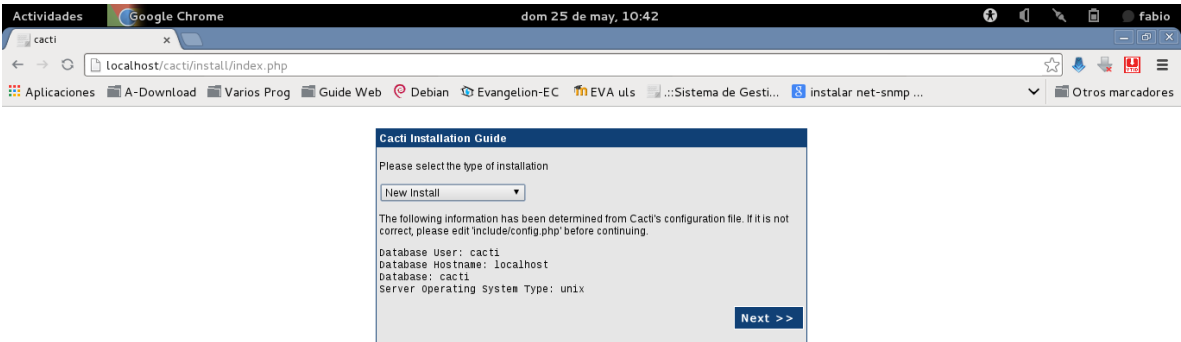 Actividades Google Chrome dom 25 de may, 10:42 fabio
cacti
localhost/cacti/install/index.php
Aplicaciones A-Download Varios Prog Guide Web Debian Evangelion-EC EVA uls .::Sistema de Gesti... instalar net-snmp ... Otros marcadores
Cacti Installation Guide
Please select the type of installation
New Install
The following information has been determined from Cacti's configuration file. If it is not
correct, please edit 'include/config.php' before continuing.
Database User: cacti
Database Hostname: localhost
Database: cacti
Server Operating System Type: unix
Next >>